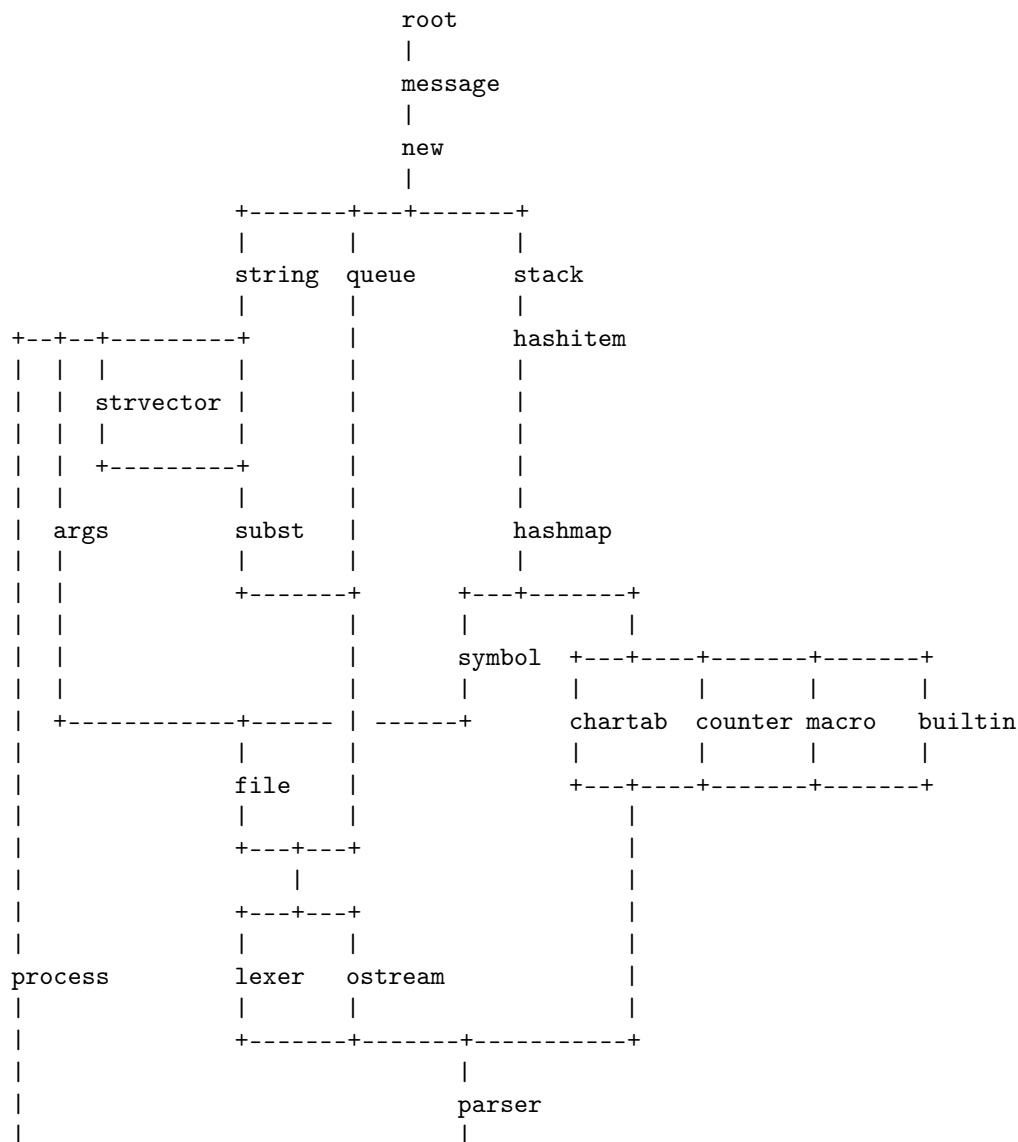 root
|
message
|
new
|
+-------+---+-------+
| | |
string queue stack
| | |
+--+--+---------+ | hashitem
| | | | | |
| | strvector | | |
| | | | | |
| | +---------+ | |
| | | | |
| args subst | hashmap
| | | | |
| | +-------+ +---+-------+
| | | | |
| | | symbol +---+----+-------+-------+
| | | | | | | |
| +------------+------ | ------+ chartab counter macro builtin
| | | | | | |
| file | +---+----+-------+-------+
| | | |
| +---+---+ |
| | |
| +---+---+ |
| | | |
process lexer ostream |
| | | |
| +-------+-------+-----------+
| |
| parser
| |